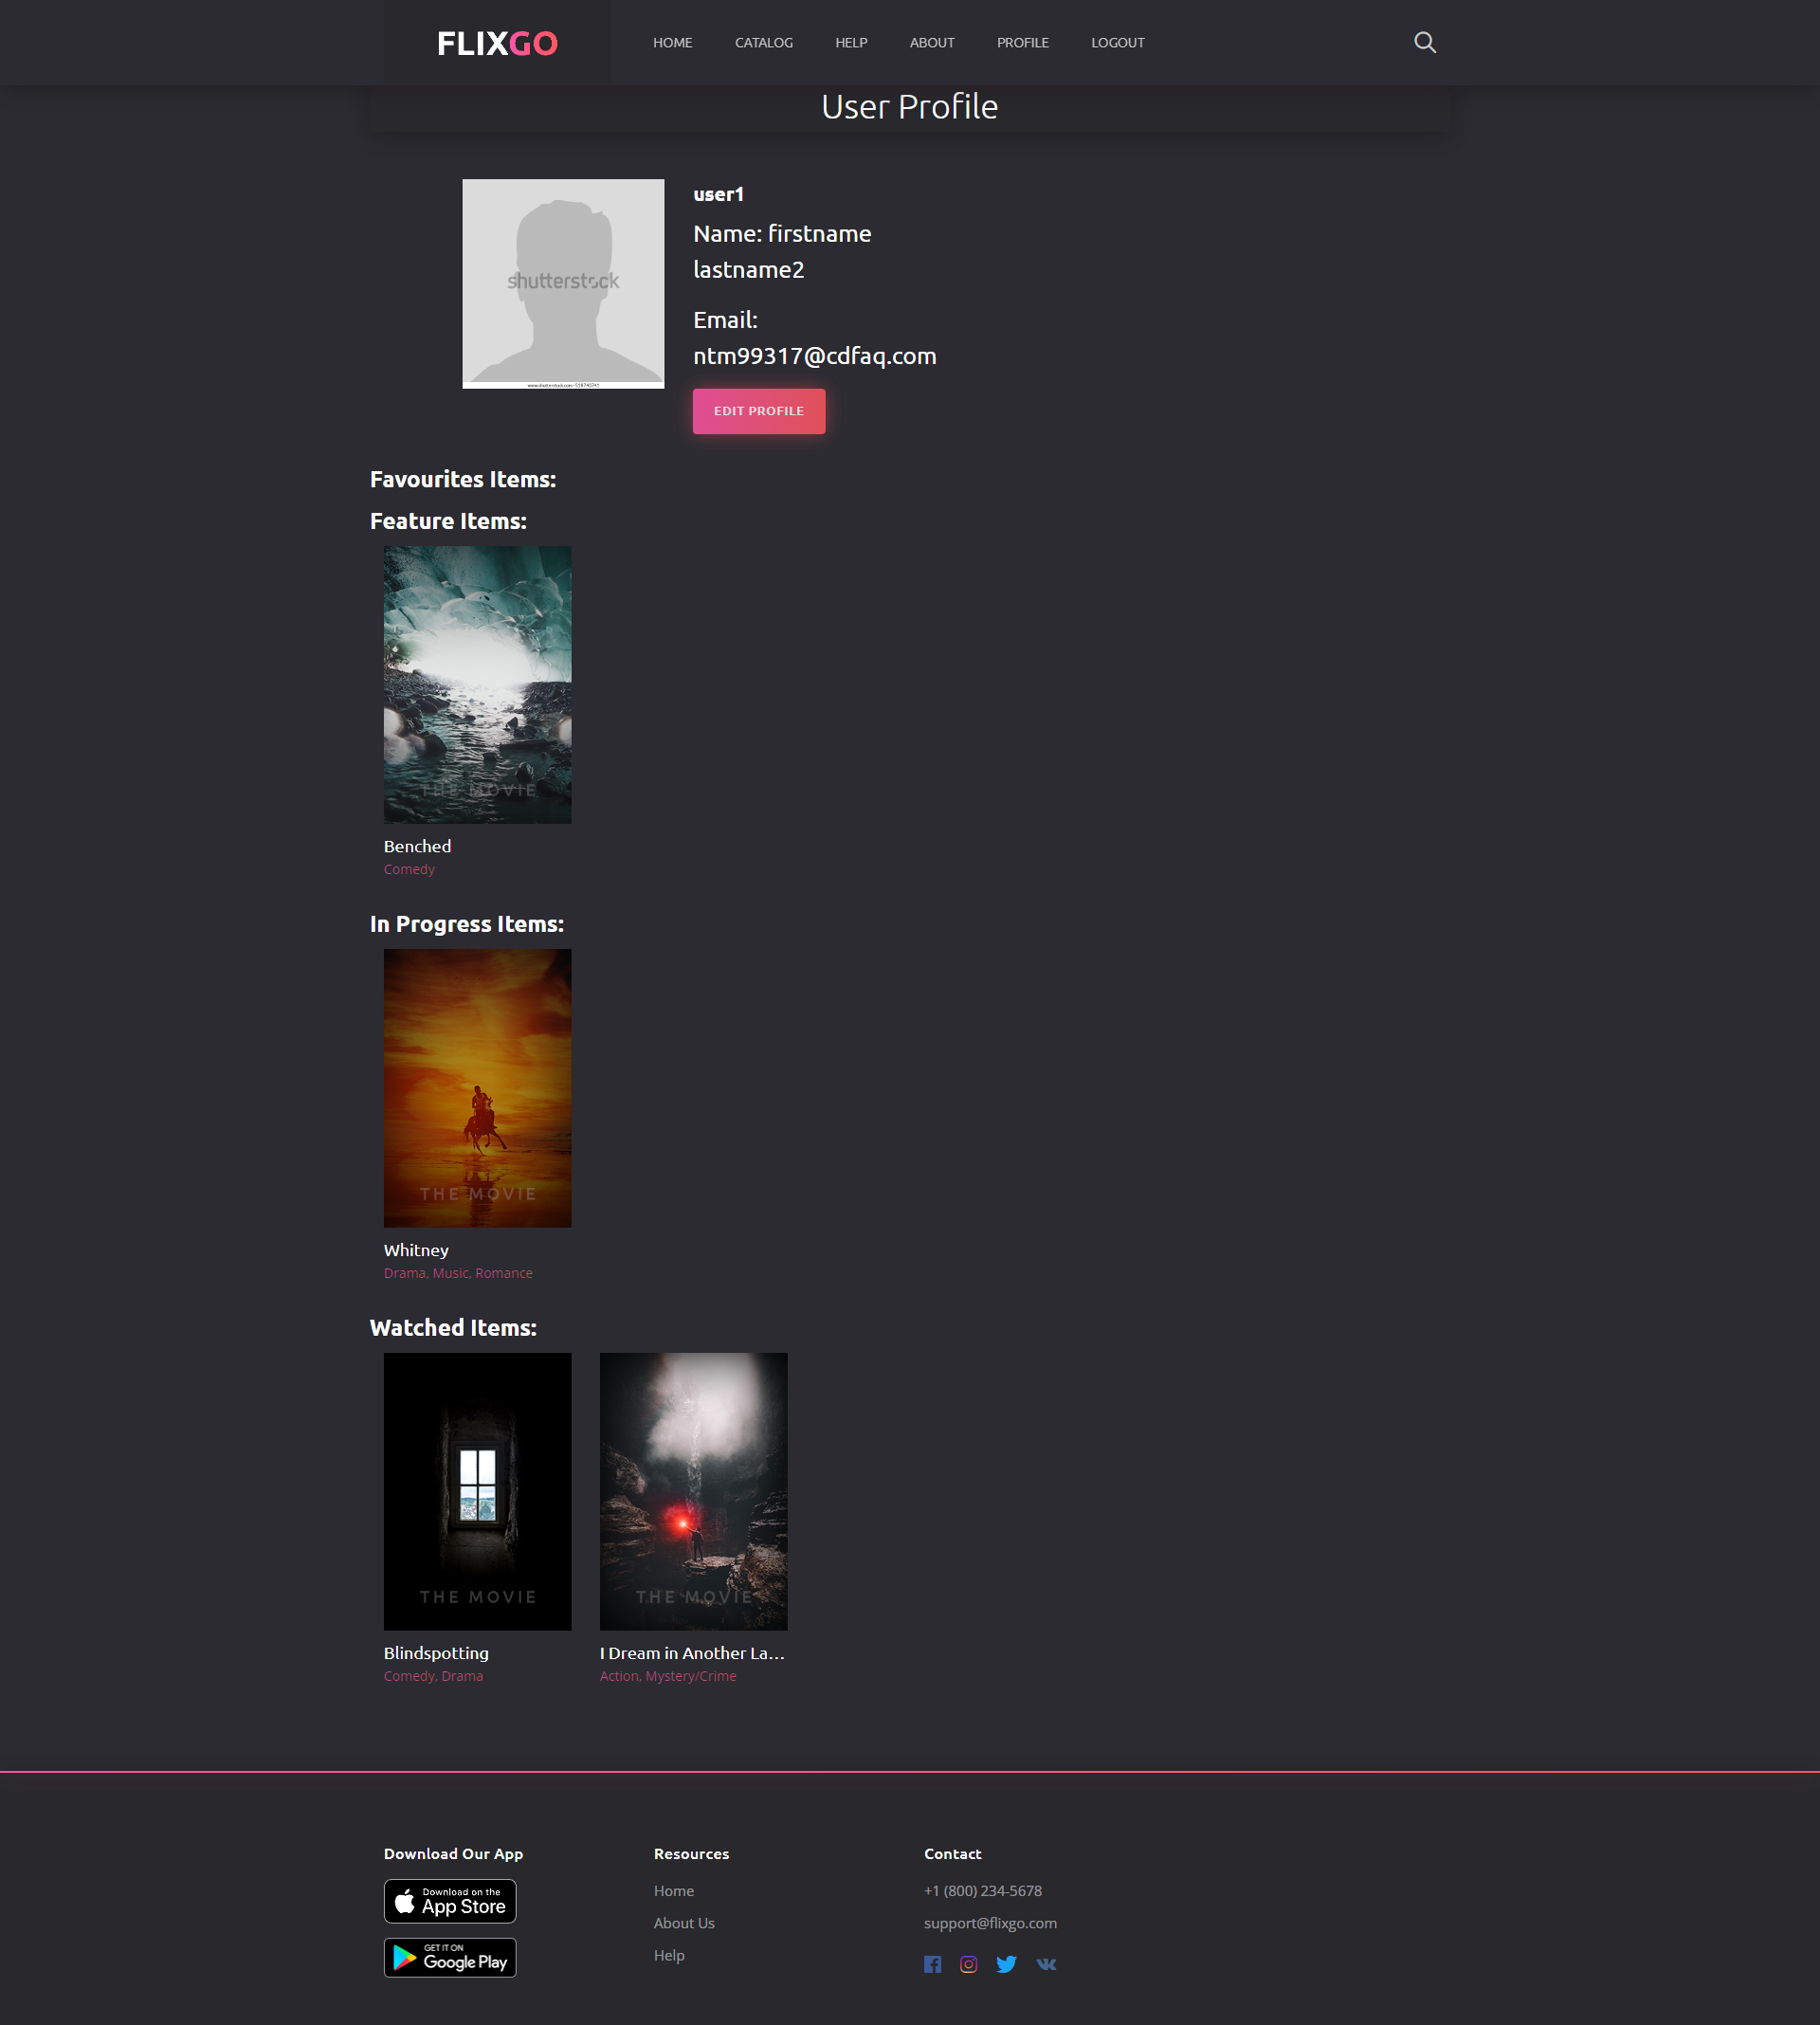 FLIXGO
HOME
CATALOG
HELP
ABOUT
PROFILE
LOGOUT
User Profile
shutterstock
user1
Name: firstname
lastname2
Email:
ntm99317@cdfaq.com
EDIT PROFILE
Favourites Items:
Feature Items:
THE MOVIE
Benched
Comedy
In Progress Items:
THE MOVIE
Whitney
Drama, Music, Romance
Watched Items:
THE MOVIE
THE MOVIE
Blindspotting
Comedy, Drama
I Dream in Another La...
Action, Mystery/Crime
Download Our App
Download on the
App Store
GET IT ON
Google Play
Resources
Home
About Us
Help
Contact
+1 (800) 234-5678
support@flixgo.com